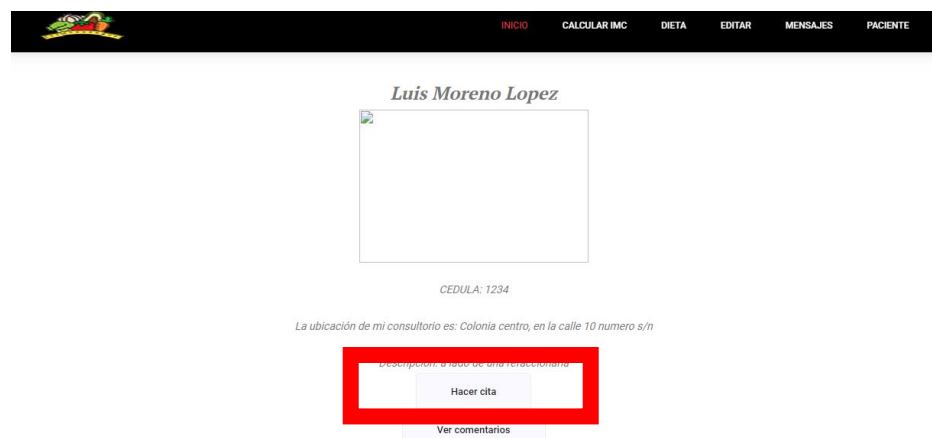 INICIO CALCULAR IMC DIETA EDITAR MENSAJES PACIENTE
Luis Moreno Lopez
CEDULA: 1234
La ubicación de mi consultorio es: Colonia centro, en la calle 10 numero s/n
Descripción: a lado de una refaccionaria
Hacer cita
Ver comentarios